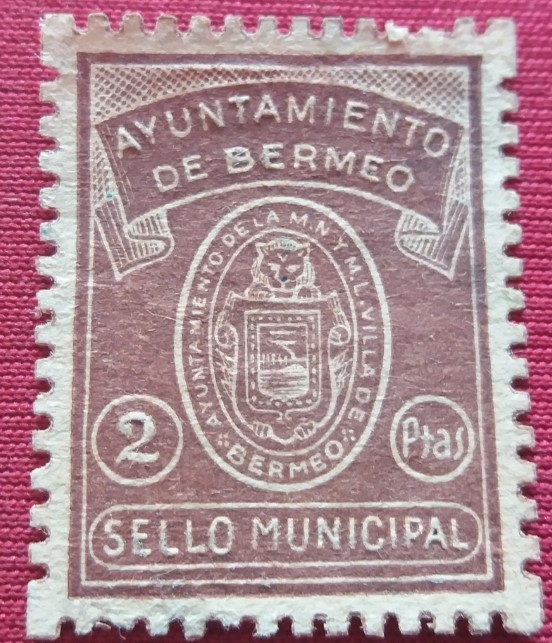 AYUNTAMIENTO
DE BERMEO
AYUNTAMIENTO DE LA M.N Y M.L. VILLA DE
BERMEO
2
Ptas
SELLO MUNICIPAL